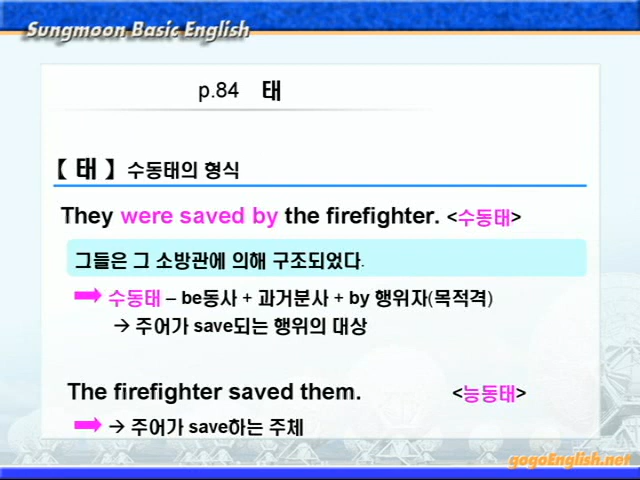 Sungmoon Basic English
p.84 태
【 태 】 수동태의 형식
They were saved by the firefighter. <수동태>
그들은 그 소방관에 의해 구조되었다.
➡ 수동태 – be동사 + 과거분사 + by 행위자(목적격)
→ 주어가 save되는 행위의 대상
The firefighter saved them. <능동태>
➡ → 주어가 save하는 주체
gogoEnglish.net